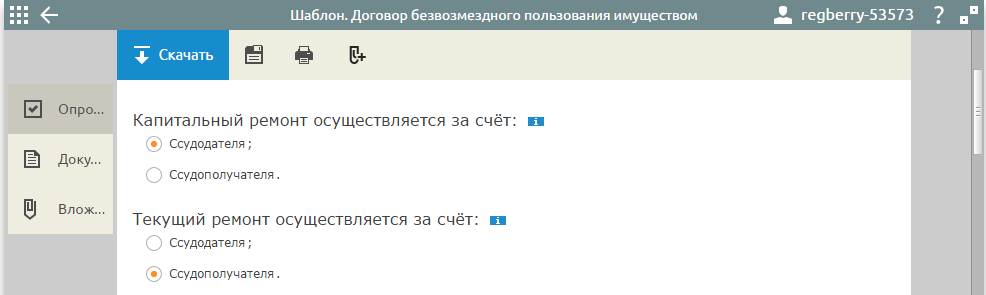 Шаблон. Договор безвозмездного пользования имуществом
regberry-53573
?
Скачать
Опро...
Доку...
Влож...
Капитальный ремонт осуществляется за счёт: i
Ссудодателя ;
Ссудополучателя .
Текущий ремонт осуществляется за счёт: i
Ссудодателя ;
Ссудополучателя .